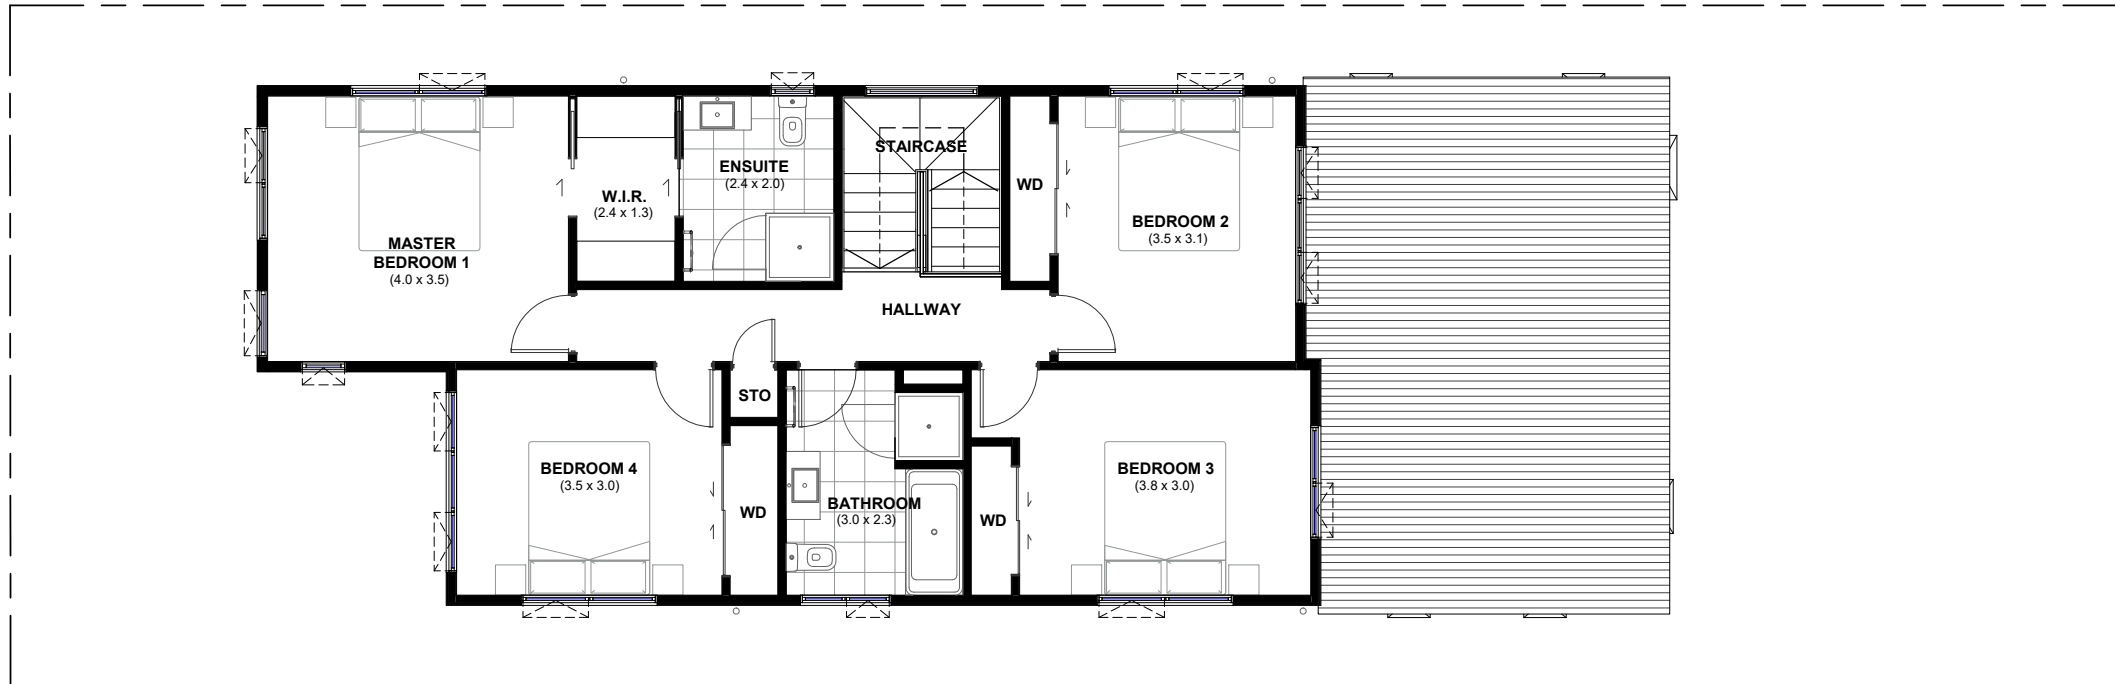 STAIRCASE
ENSUITE
(2.4 x 2.0)
WD
W.I.R.
(2.4 x 1.3)
BEDROOM 2
(3.5 x 3.1)
MASTER
BEDROOM 1
(4.0 x 3.5)
HALLWAY
STO
BEDROOM 4
(3.5 x 3.0)
BEDROOM 3
(3.8 x 3.0)
BATHROOM
(3.0 x 2.3)
WD
WD